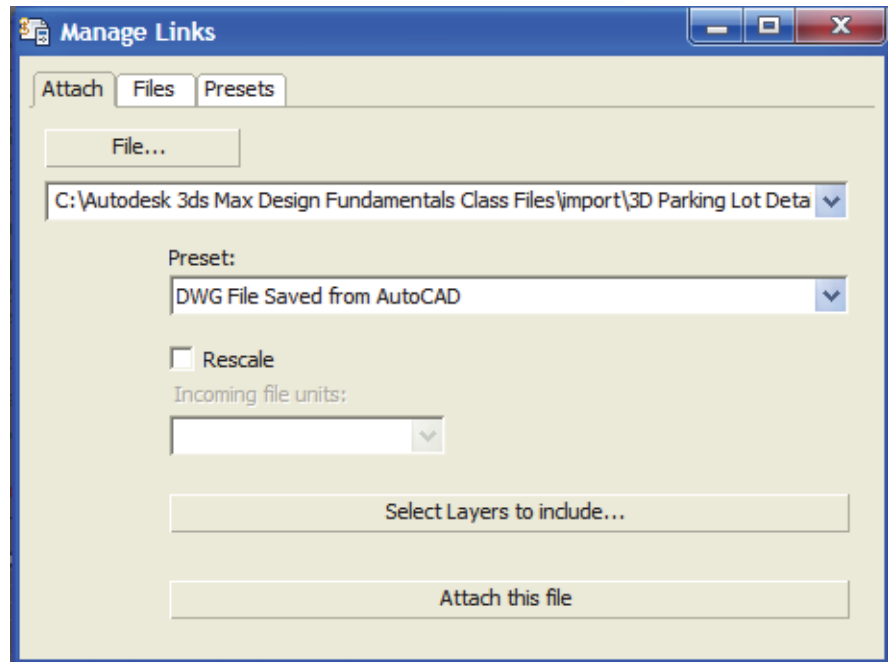 Manage Links
Attach Files Presets
File...
C:\Autodesk 3ds Max Design Fundamentals Class Files\import\3D Parking Lot Deta
Preset:
DWG File Saved from AutoCAD
Rescale
Incoming file units:
Select Layers to include...
Attach this file